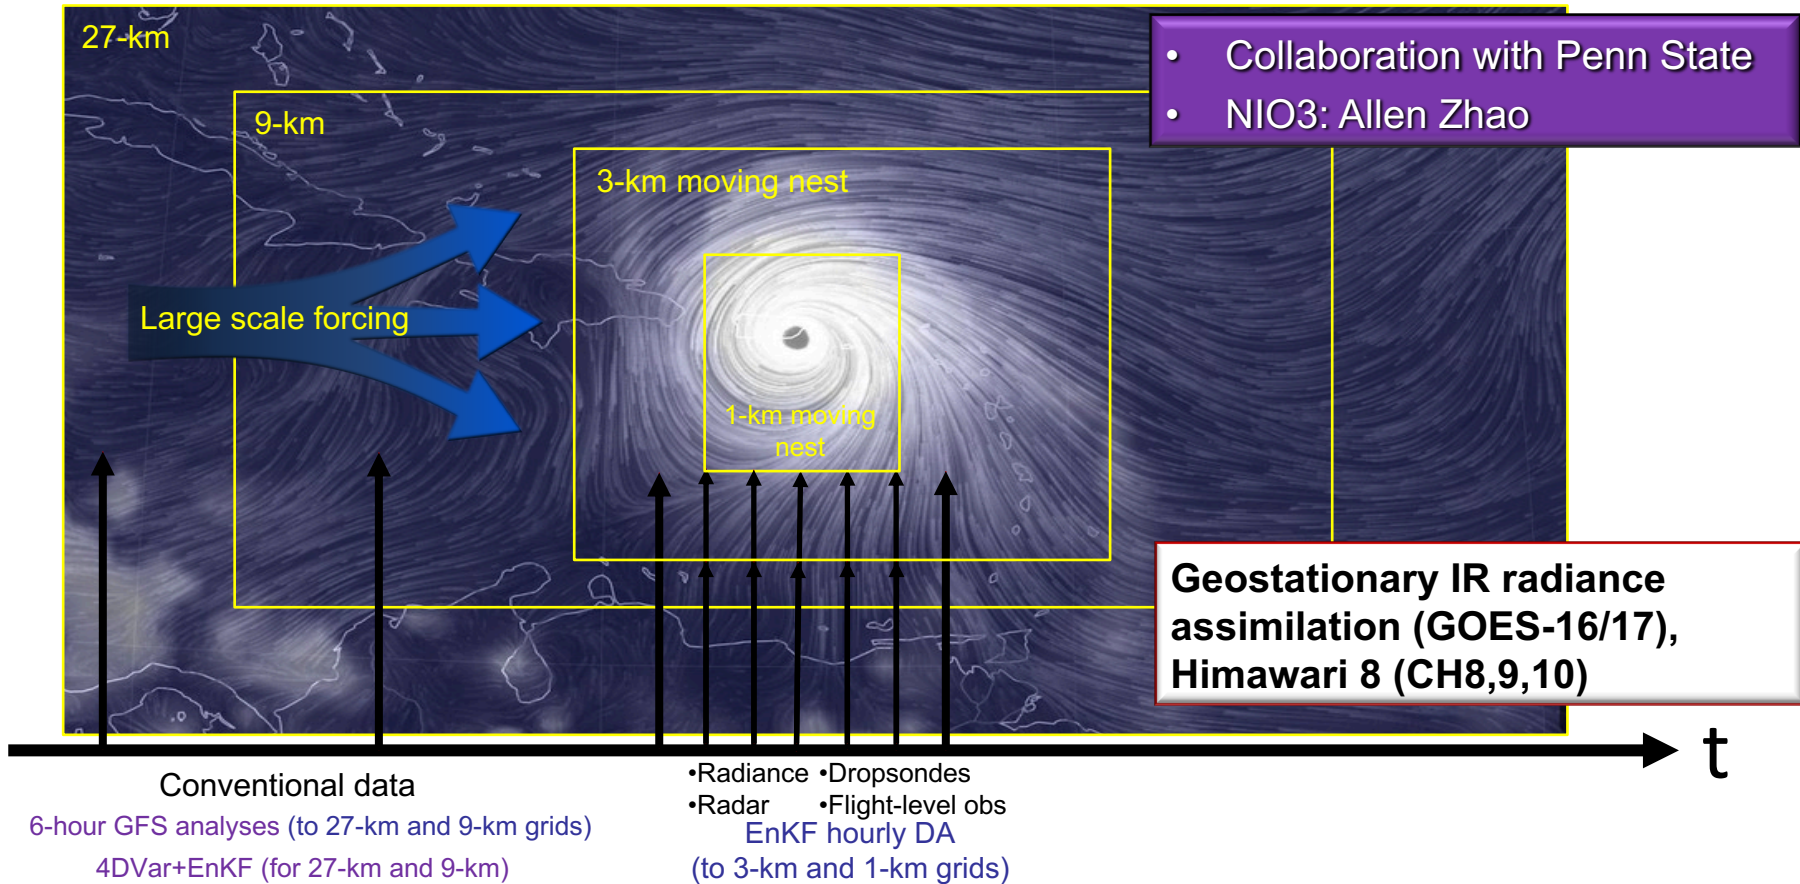 27-km
• Collaboration with Penn State
• NIO3: Allen Zhao
9-km
3-km moving nest
Large scale forcing
1-km moving
nest
Geostationary IR radiance
assimilation (GOES-16/17),
Himawari 8 (CH8,9,10)
t
Conventional data
6-hour GFS analyses (to 27-km and 9-km grids)
4DVar+EnKF (for 27-km and 9-km)
•Radiance •Dropsondes
•Radar •Flight-level obs
EnKF hourly DA
(to 3-km and 1-km grids)